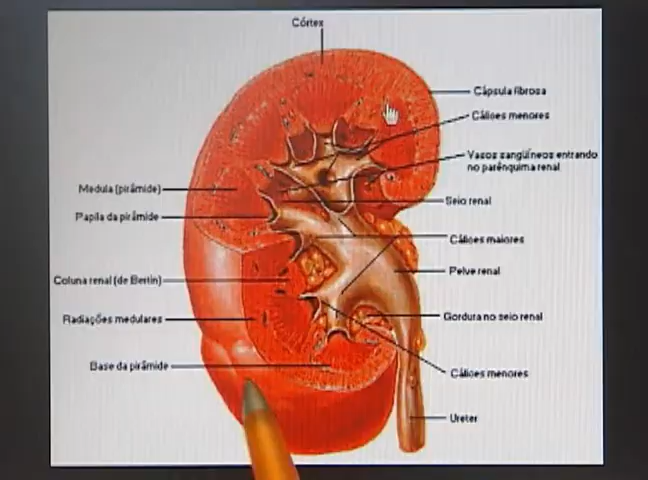 Córtex
Cápsula fibrosa
Cálices menores
Vasos sangüíneos entrando
no parênquima renal
Medula (pirâmide)
Seio renal
Papila da pirâmide
Cálices maiores
Pelve renal
Coluna renal (de Bertin)
Radiações medulares
Gordura no seio renal
Base da pirâmide
Cálices menores
Ureter